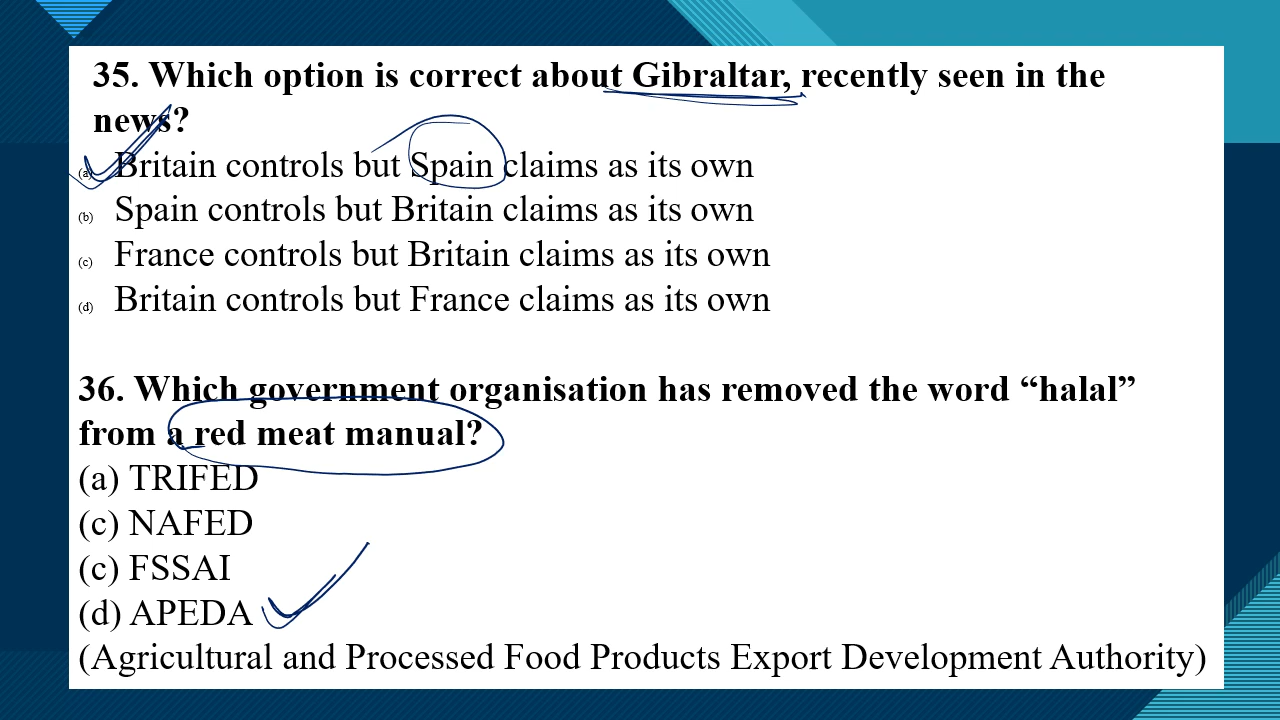 35. Which option is correct about Gibraltar, recently seen in the
news?
(a) Britain controls but Spain claims as its own
(b) Spain controls but Britain claims as its own
(c) France controls but Britain claims as its own
(d) Britain controls but France claims as its own
36. Which government organisation has removed the word “halal”
from a red meat manual?
(a) TRIFED
(c) NAFED
(c) FSSAI
(d) APEDA
(Agricultural and Processed Food Products Export Development Authority)